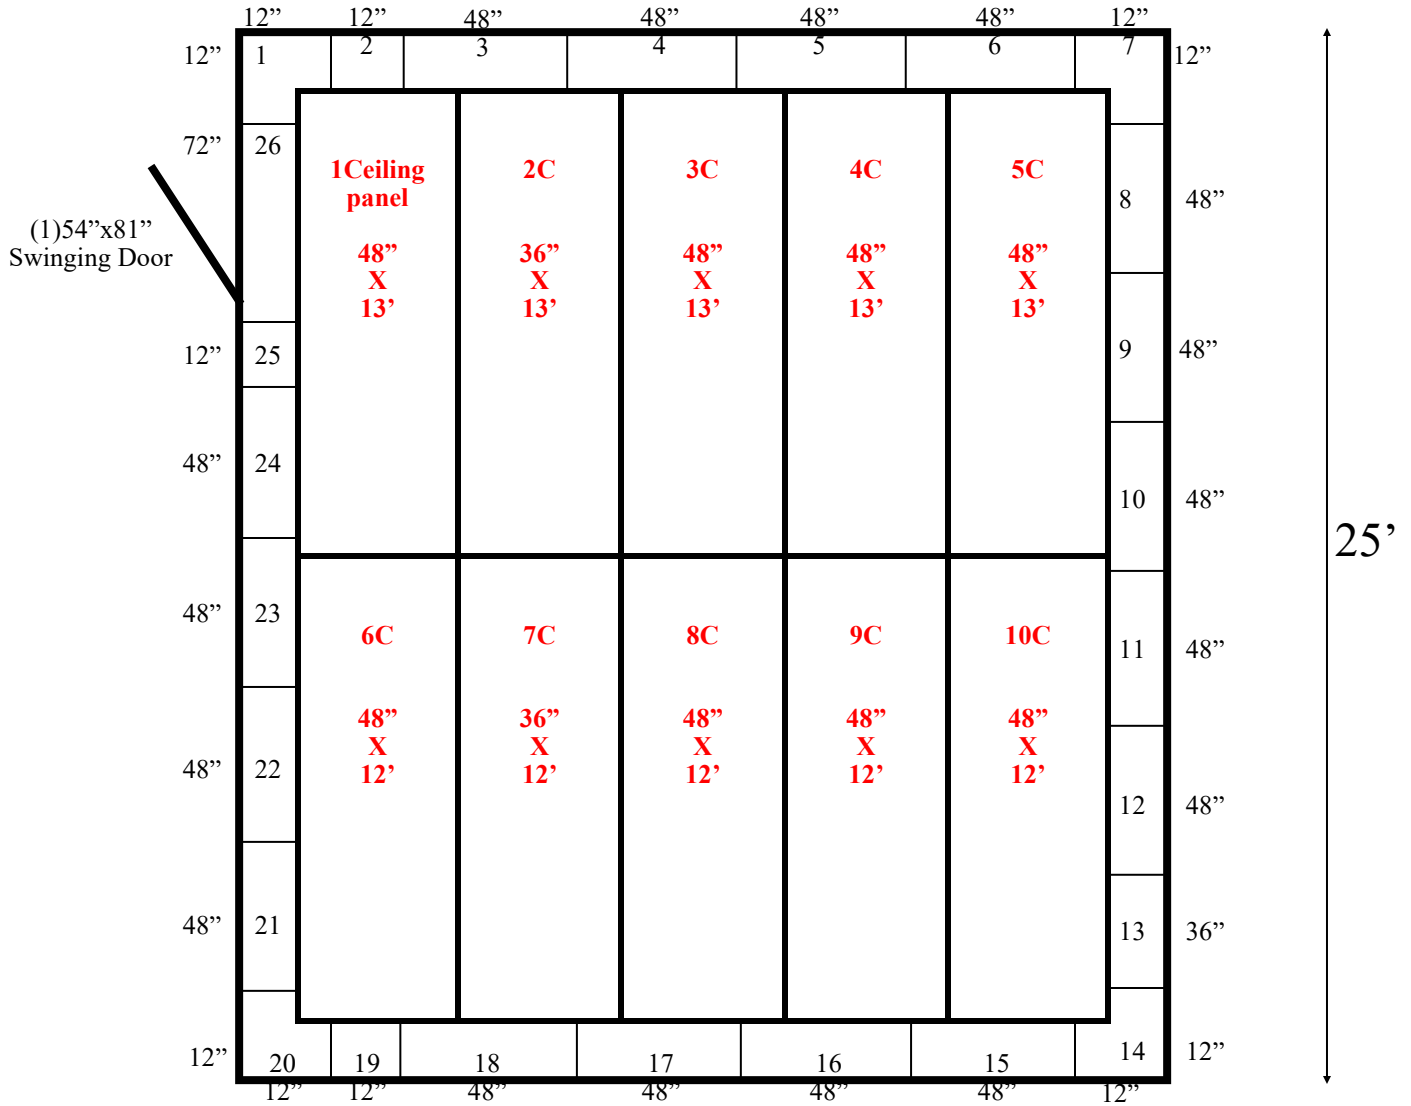 12” 12” 48” 48” 48” 48” 12”
12” 1 2 3 4 5 6 7 12”
72” 26
(1)54”x81”
Swinging Door
1Ceiling
panel
48”
X
13’
2C
36”
X
13’
3C
48”
X
13’
4C
48”
X
13’
5C
48”
X
13’
8 48”
12” 25
9 48”
48” 24
10 48”
25’
48” 23
6C
48”
X
12’
7C
36”
X
12’
8C
48”
X
12’
9C
48”
X
12’
10C
48”
X
12’
11 48”
48” 22
12 48”
48” 21
13 36”
12” 20 19 18 17 16 15 14 12”
12” 12” 48” 48” 48” 48” 12”